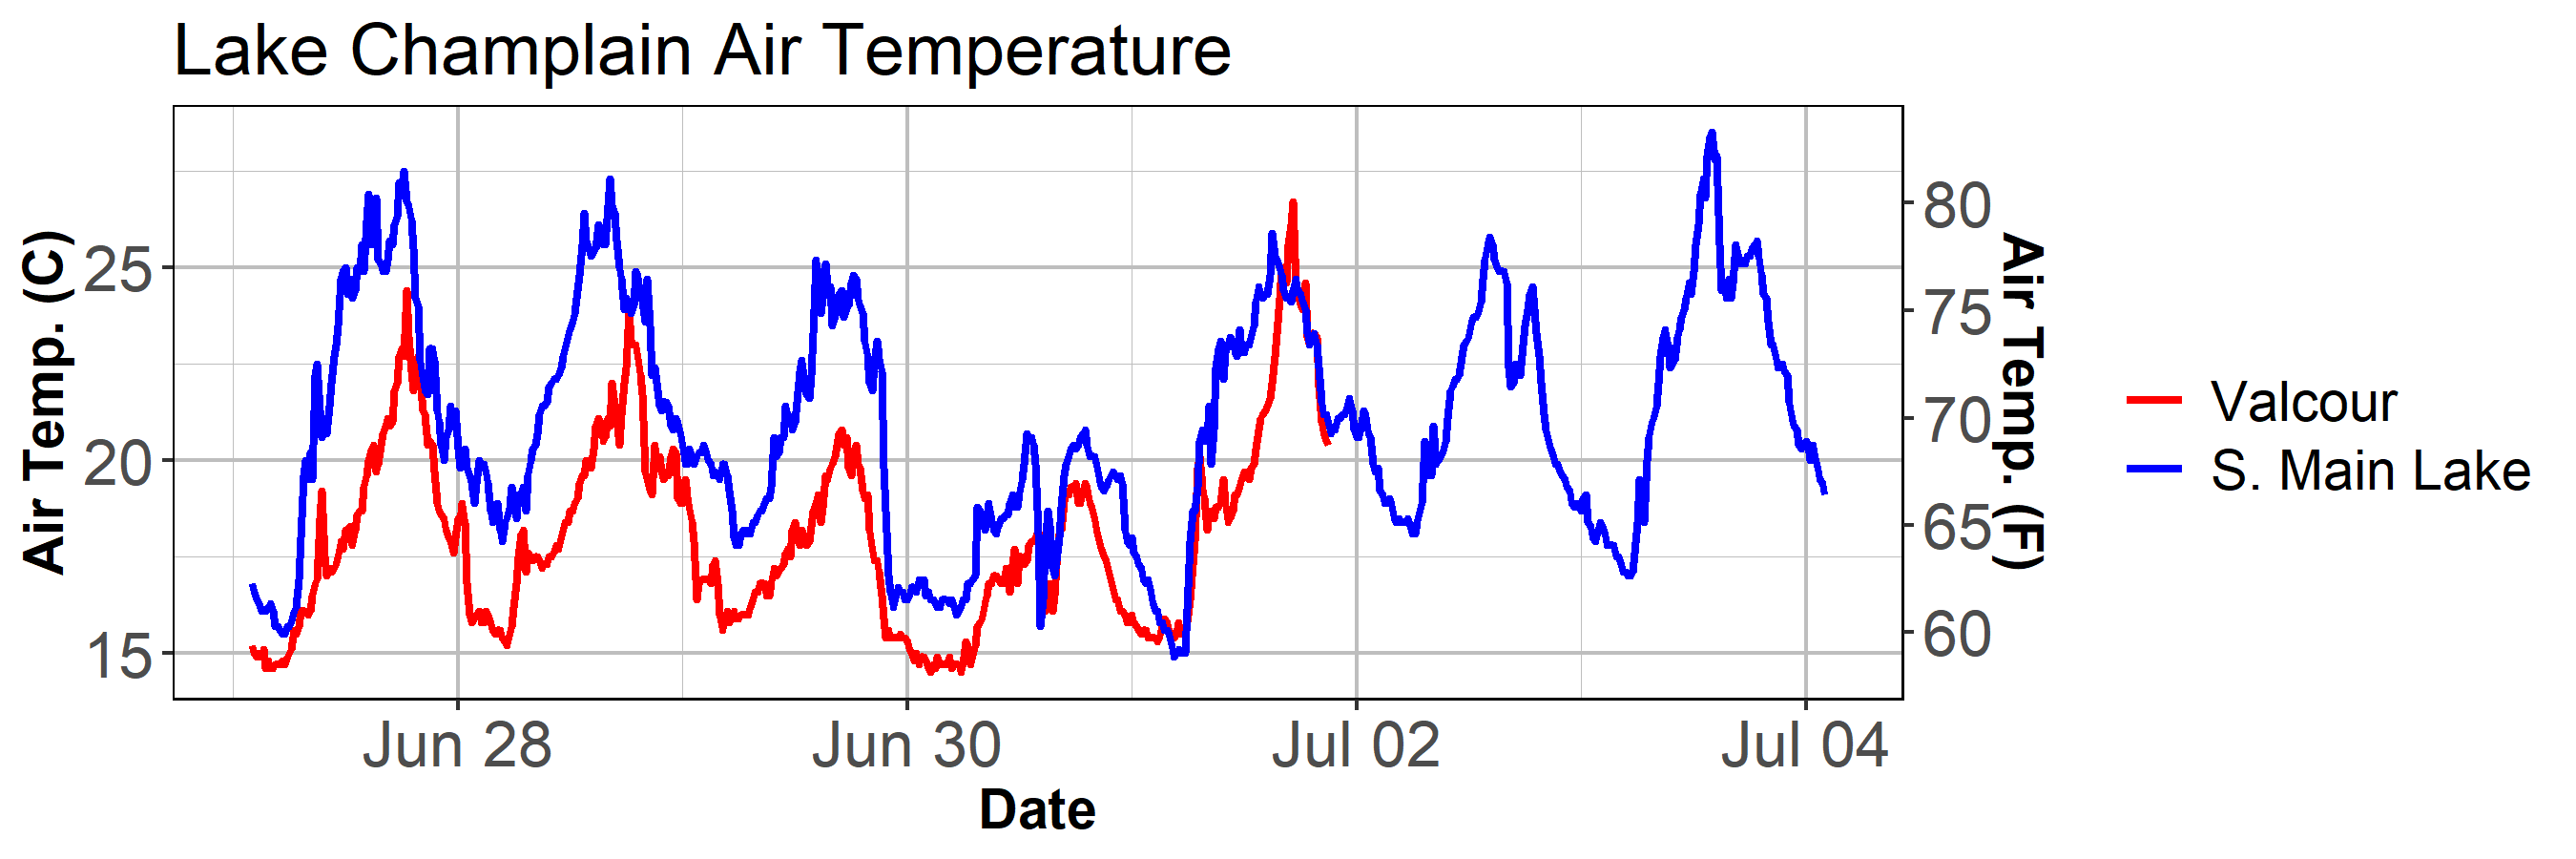 Lake Champlain Air Temperature
Air Temp. (C)
25
20
15
80
75
70
65
60
Air Temp. (F)
Jun 28
Jun 30
Jul 02
Jul 04
Date
Valcour
S. Main Lake